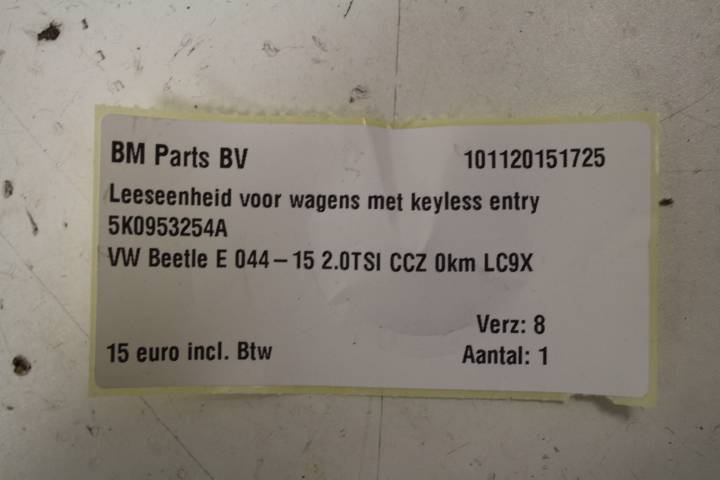 BM Parts BV 101120151725
Leeseenheid voor wagens met keyless entry
5K0953254A
VW Beetle E 044-15 2.0TSI CCZ 0km LC9X
Verz: 8
15 euro incl. Btw Aantal: 1